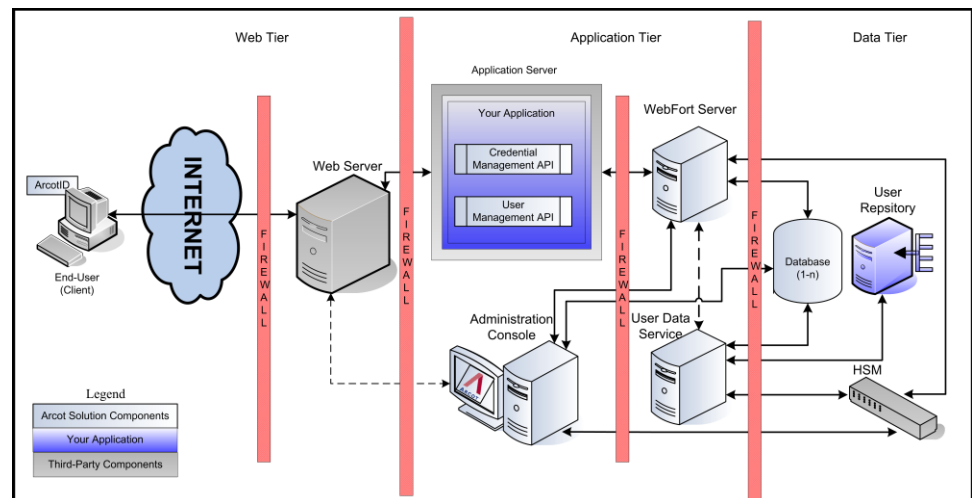 Web Tier
Application Tier
Data Tier
FIREWALL
FIREWALL
FIREWALL
FIREWALL
Application Server
Your Application
Credential
Management API
User
Management API
WebFort Server
Web Server
INTERNET
ArcotID
End-User
(Client)
User
Repsitory
Database
(1-n)
Administration
Console
ARCOT
User Data
Service
HSM
Legend
Arcot Solution Components
Your Application
Third-Party Components